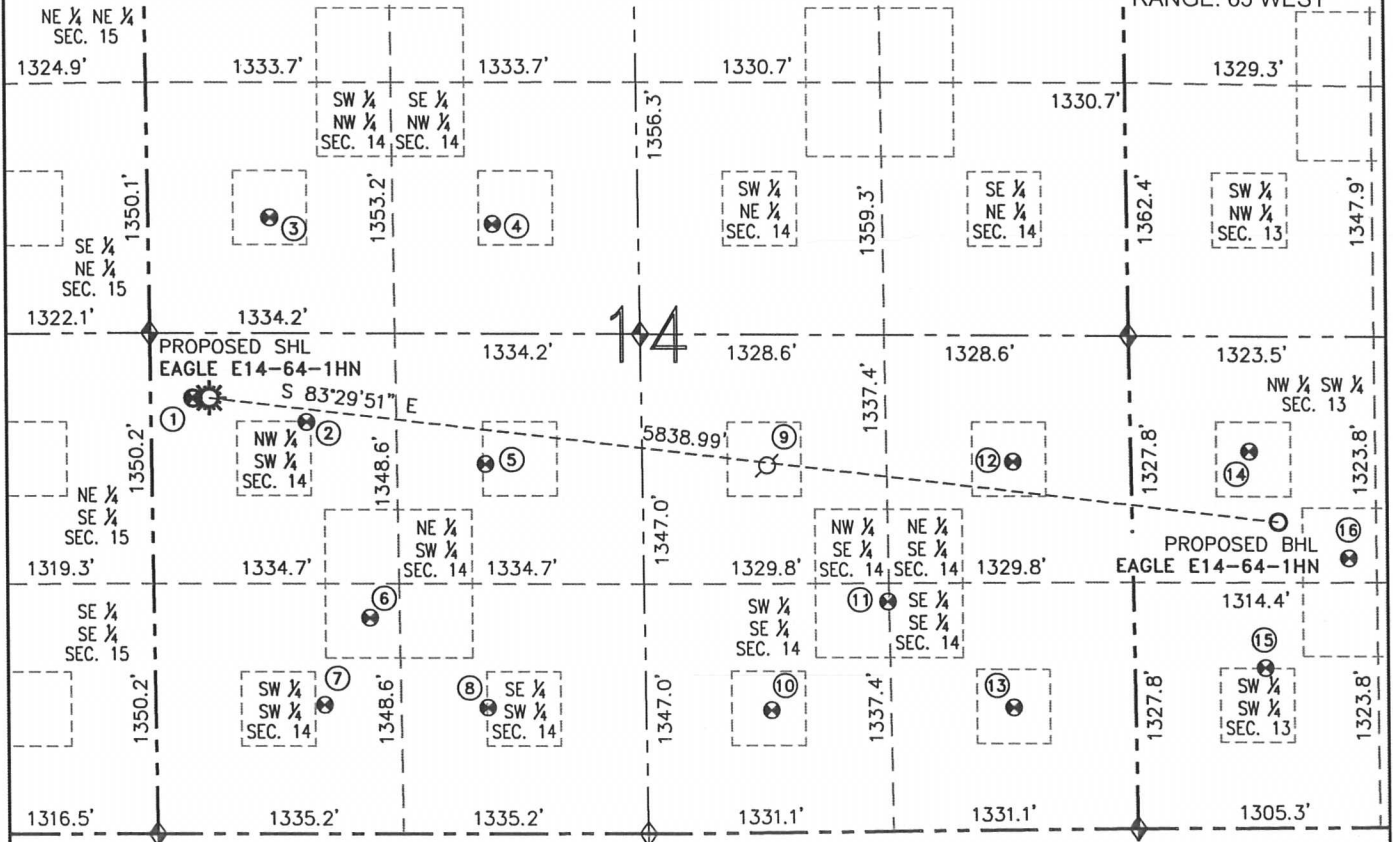 RANGE: 65 WEST
NE ¼ NE ¼
SEC. 15
1324.9'
1333.7'
1333.7'
1330.7'
1329.3'
1330.7'
SW ¼
NW ¼
SEC. 14
SE ¼
NW ¼
SEC. 14
1356.3'
1350.1'
1353.2'
1359.3'
1362.4'
1347.9'
3
4
SW ¼
NE ¼
SEC. 14
SE ¼
NE ¼
SEC. 14
SW ¼
NW ¼
SEC. 13
SE ¼
NE ¼
SEC. 15
1322.1'
1334.2'
14
1334.2'
1328.6'
1328.6'
1323.5'
PROPOSED SHL
EAGLE E14-64-1HN
S 83°29'51" E
5838.99'
NW ¼ SW ¼
SEC. 13
1
2
NW ¼
SW ¼
SEC. 14
5
9
12
14
1350.2'
1348.6'
1347.0'
1337.4'
1327.8'
1323.8'
NE ¼
SE ¼
SEC. 15
NE ¼
SW ¼
SEC. 14
NW ¼
SE ¼
SEC. 14
NE ¼
SE ¼
SEC. 14
PROPOSED BHL
EAGLE E14-64-1HN
16
1319.3'
1334.7'
1334.7'
1329.8'
1329.8'
1314.4'
SE ¼
SE ¼
SEC. 15
6
SW ¼
SE ¼
SEC. 14
11
SE ¼
SE ¼
SEC. 14
15
1350.2'
SW ¼
SW ¼
SEC. 14
7
1348.6'
8
SE ¼
SW ¼
SEC. 14
1347.0'
10
1337.4'
13
1327.8'
SW ¼
SW ¼
SEC. 13
1323.8'
1316.5'
1335.2'
1335.2'
1331.1'
1331.1'
1305.3'